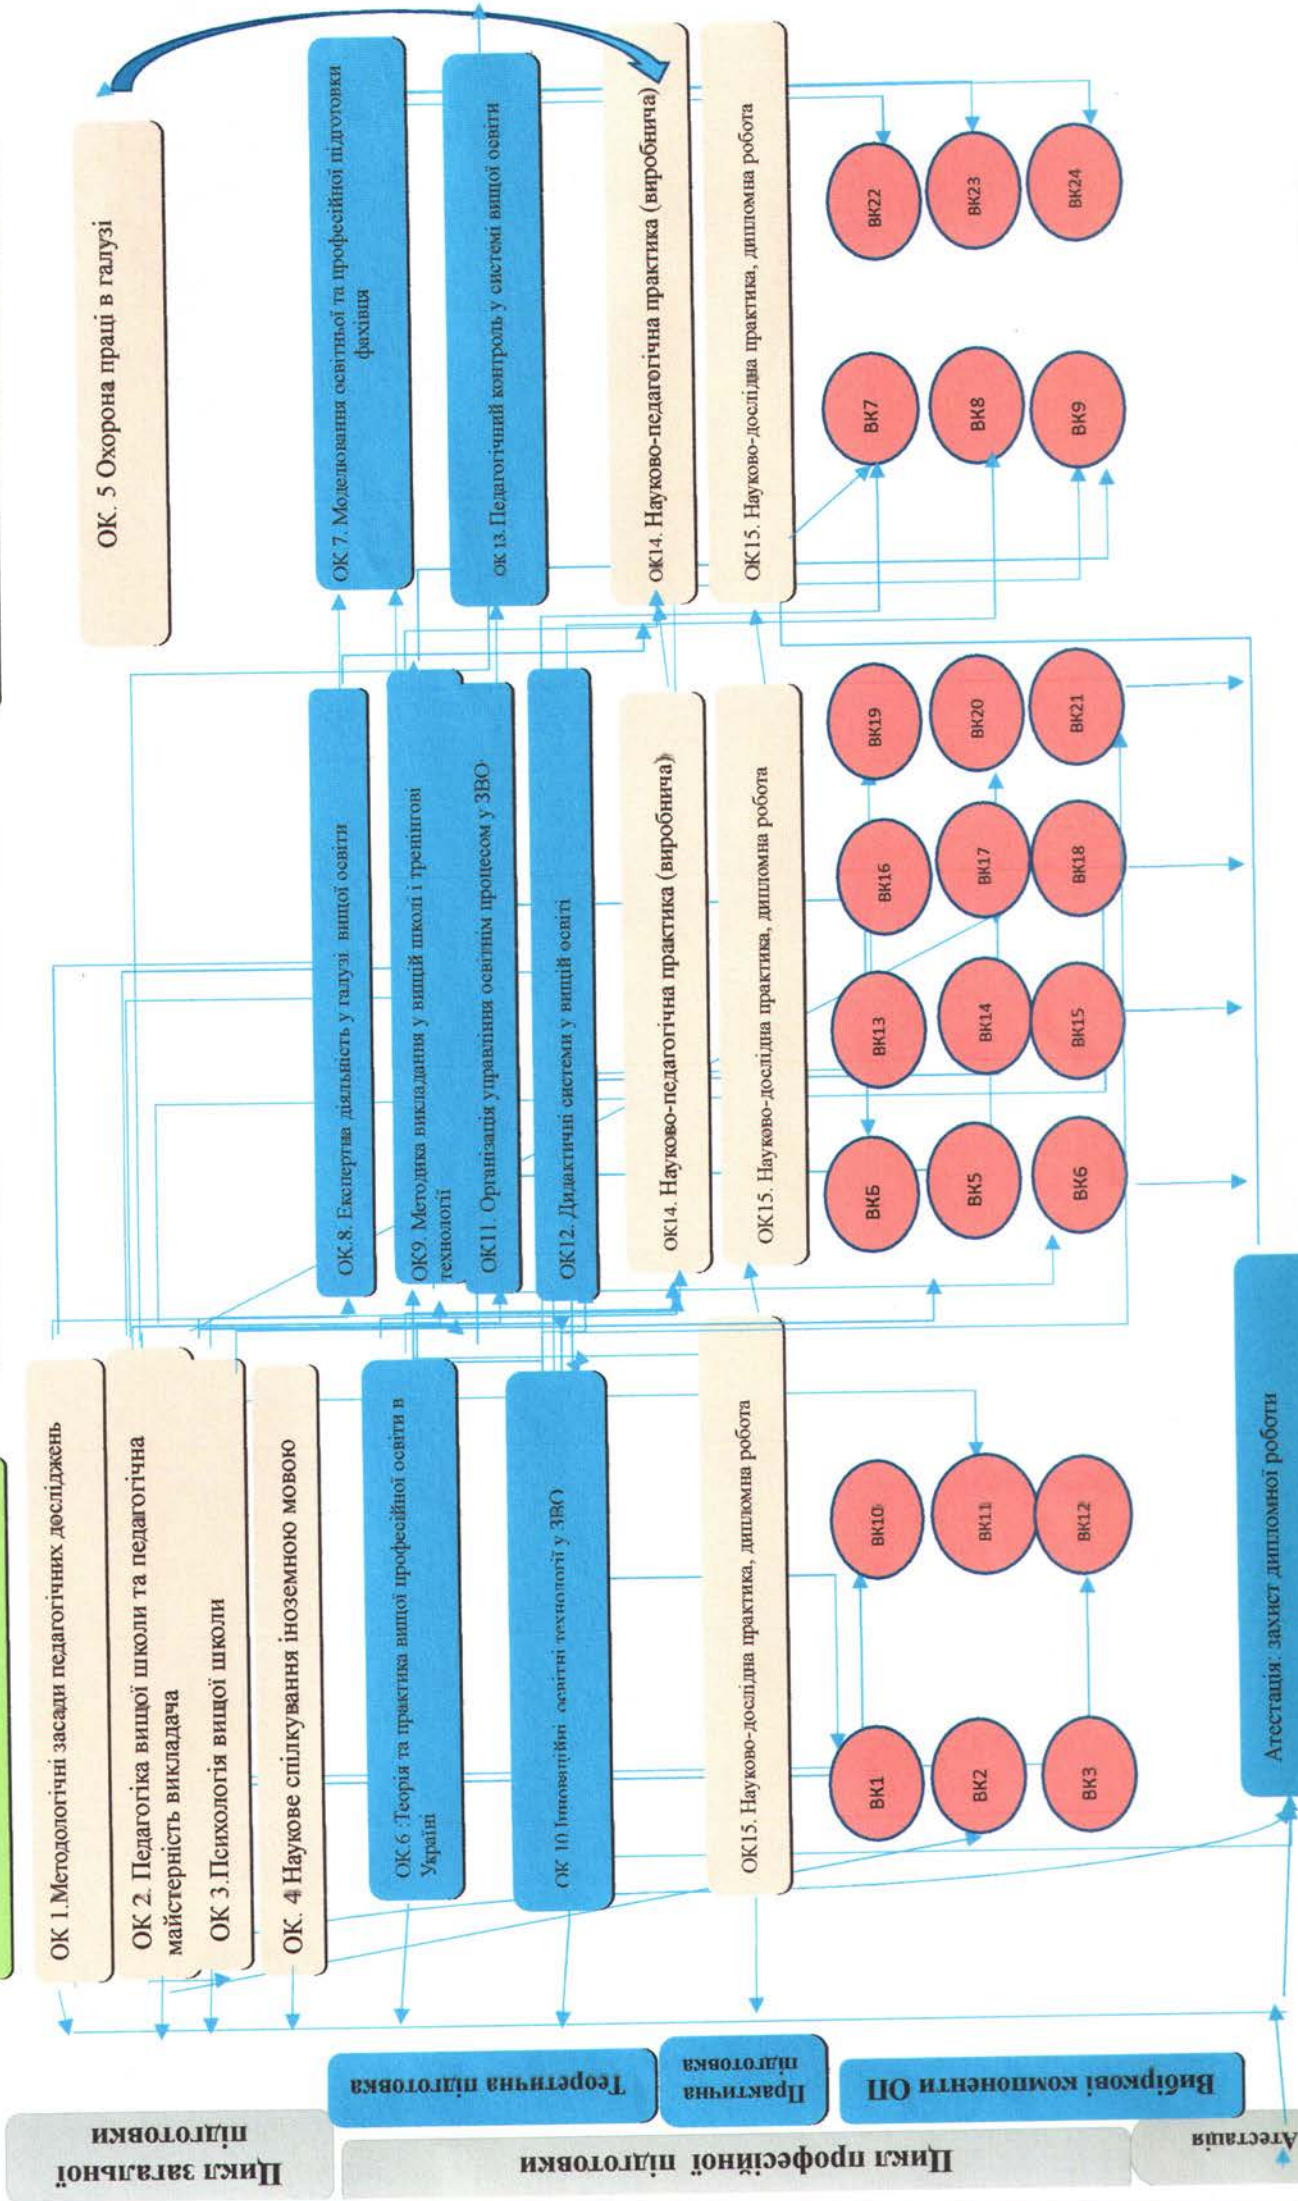 Цикл загальної
підготовки
Цикл професійної підготовки
Атестація
Теоретична підготовка
Практична
підготовка
Вибіркові компоненти ОП
ОК 1.Методологічні засади педагогічних досліджень
ОК 2. Педагогіка вищої школи та педагогічна
майстерність викладача
ОК 3.Психологія вищої школи
ОК. 4 Наукове спілкування іноземною мовою
ОК.6 .Теорія та практика вищої професійної освіти в
Україні
ОК 10 Інноваційні освітні технології у ЗВО
ОК15. Науково-дослідна практика, дипломна робота
ВК1
ВК2
ВК3
ВК10
ВК11
ВК12
ОК.8. Експертна діяльність у галузі вищої освіти
ОК9. Методика викладання у вищій школі і тренінгові
технології
ОК11. Організація управління освітнім процесом у ЗВО
ОК12. Дидактичні системи у вищій освіті
ОК14. Науково-педагогічна практика (виробнича)
ОК15. Науково-дослідна практика, дипломна робота
ВКБ
ВК5
ВК6
ВК13
ВК14
ВК15
ВК16
ВК17
ВК18
ВК19
ВК20
ВК21
ОК. 5 Охорона праці в галузі
ОК 7. Моделювання освітньої та професійної підготовки
фахівця
ОК 13. Педагогічний контроль у системі вищої освіти
ОК14. Науково-педагогічна практика (виробнича)
ОК15. Науково-дослідна практика, дипломна робота
ВК7
ВК8
ВК9
ВК22
ВК23
ВК24
Атестація: захист дипломної роботи